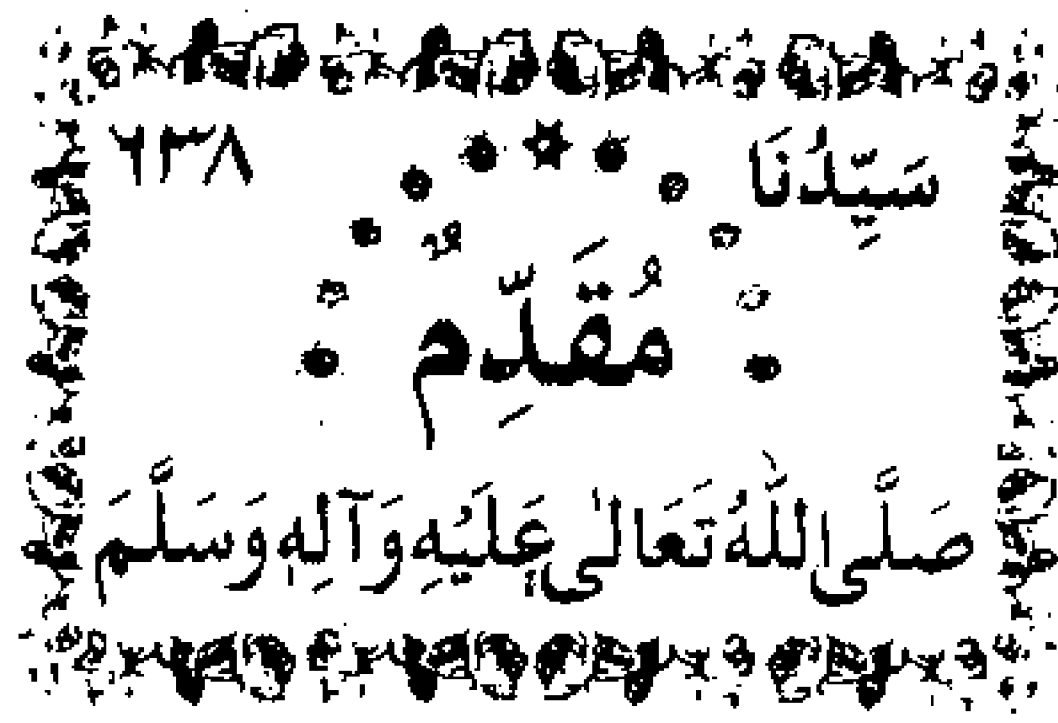 سَيِّدُنَا ٦٣٨
مُقَدِّمٌ
صَلَّى اللّٰهُ تَعَالٰى عَلَيْهِ وَآلِهٖ وَسَلَّمَ